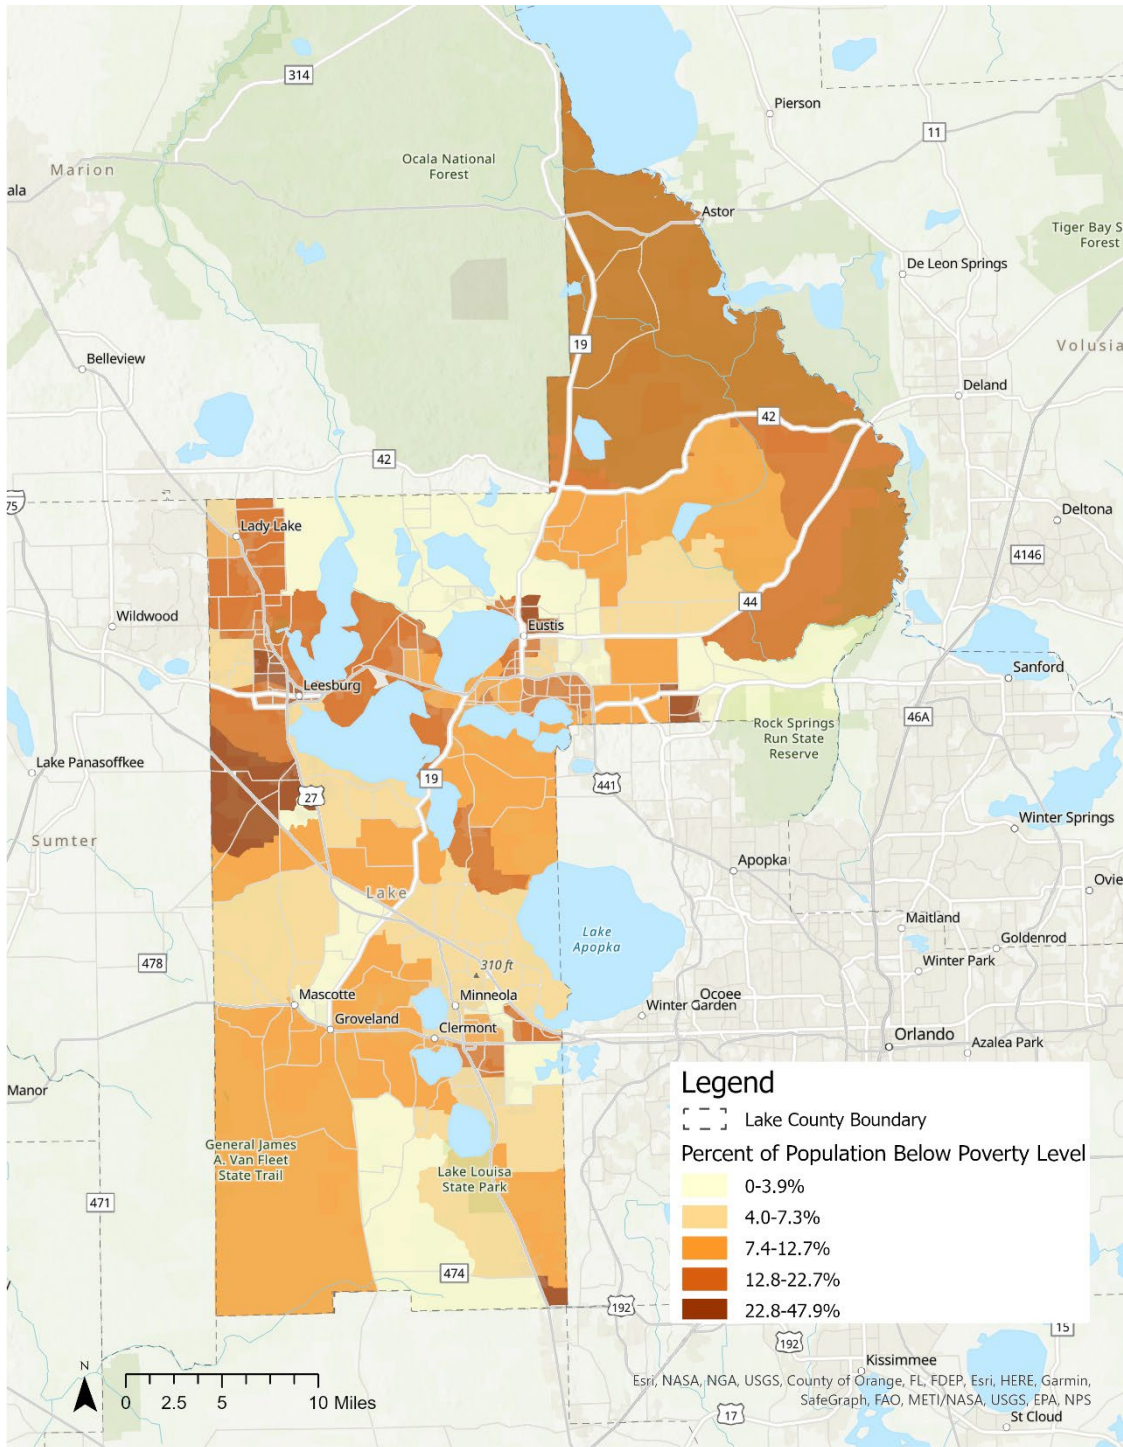 314
Pierson
11
Marion
Ocala National
Forest
ala
Astor
Tiger Bay S
Forest
De Leon Springs
19
Volusia
Belleview
Deland
42
42
75
Lady Lake
Deltona
4146
Wildwood
44
Eustis
Sanford
Leesburg
46A
Rock Springs
Run State
Reserve
Lake Panasoffkee
19
441
27
Winter Springs
Sumter
Apopka
Ovie
Lake
Maitland
Lake
Apopka
Goldenrod
478
310 ft
Winter Park
Mascotte
Minneola
Ocoee
Winter Garden
Groveland
Clermont
Orlando
Azalea Park
Manor
Legend
Lake County Boundary
Percent of Population Below Poverty Level
0-3.9%
4.0-7.3%
7.4-12.7%
12.8-22.7%
22.8-47.9%
General James
A. Van Fleet
State Trail
Lake Louisa
State Park
471
474
192
15
192
N
Kissimmee
0 2.5 5 10 Miles
Esri, NASA, NGA, USGS, County of Orange, FL, FDEP, Esri, HERE, Garmin,
SafeGraph, FAO, METI/NASA, USGS, EPA, NPS
17
St Cloud